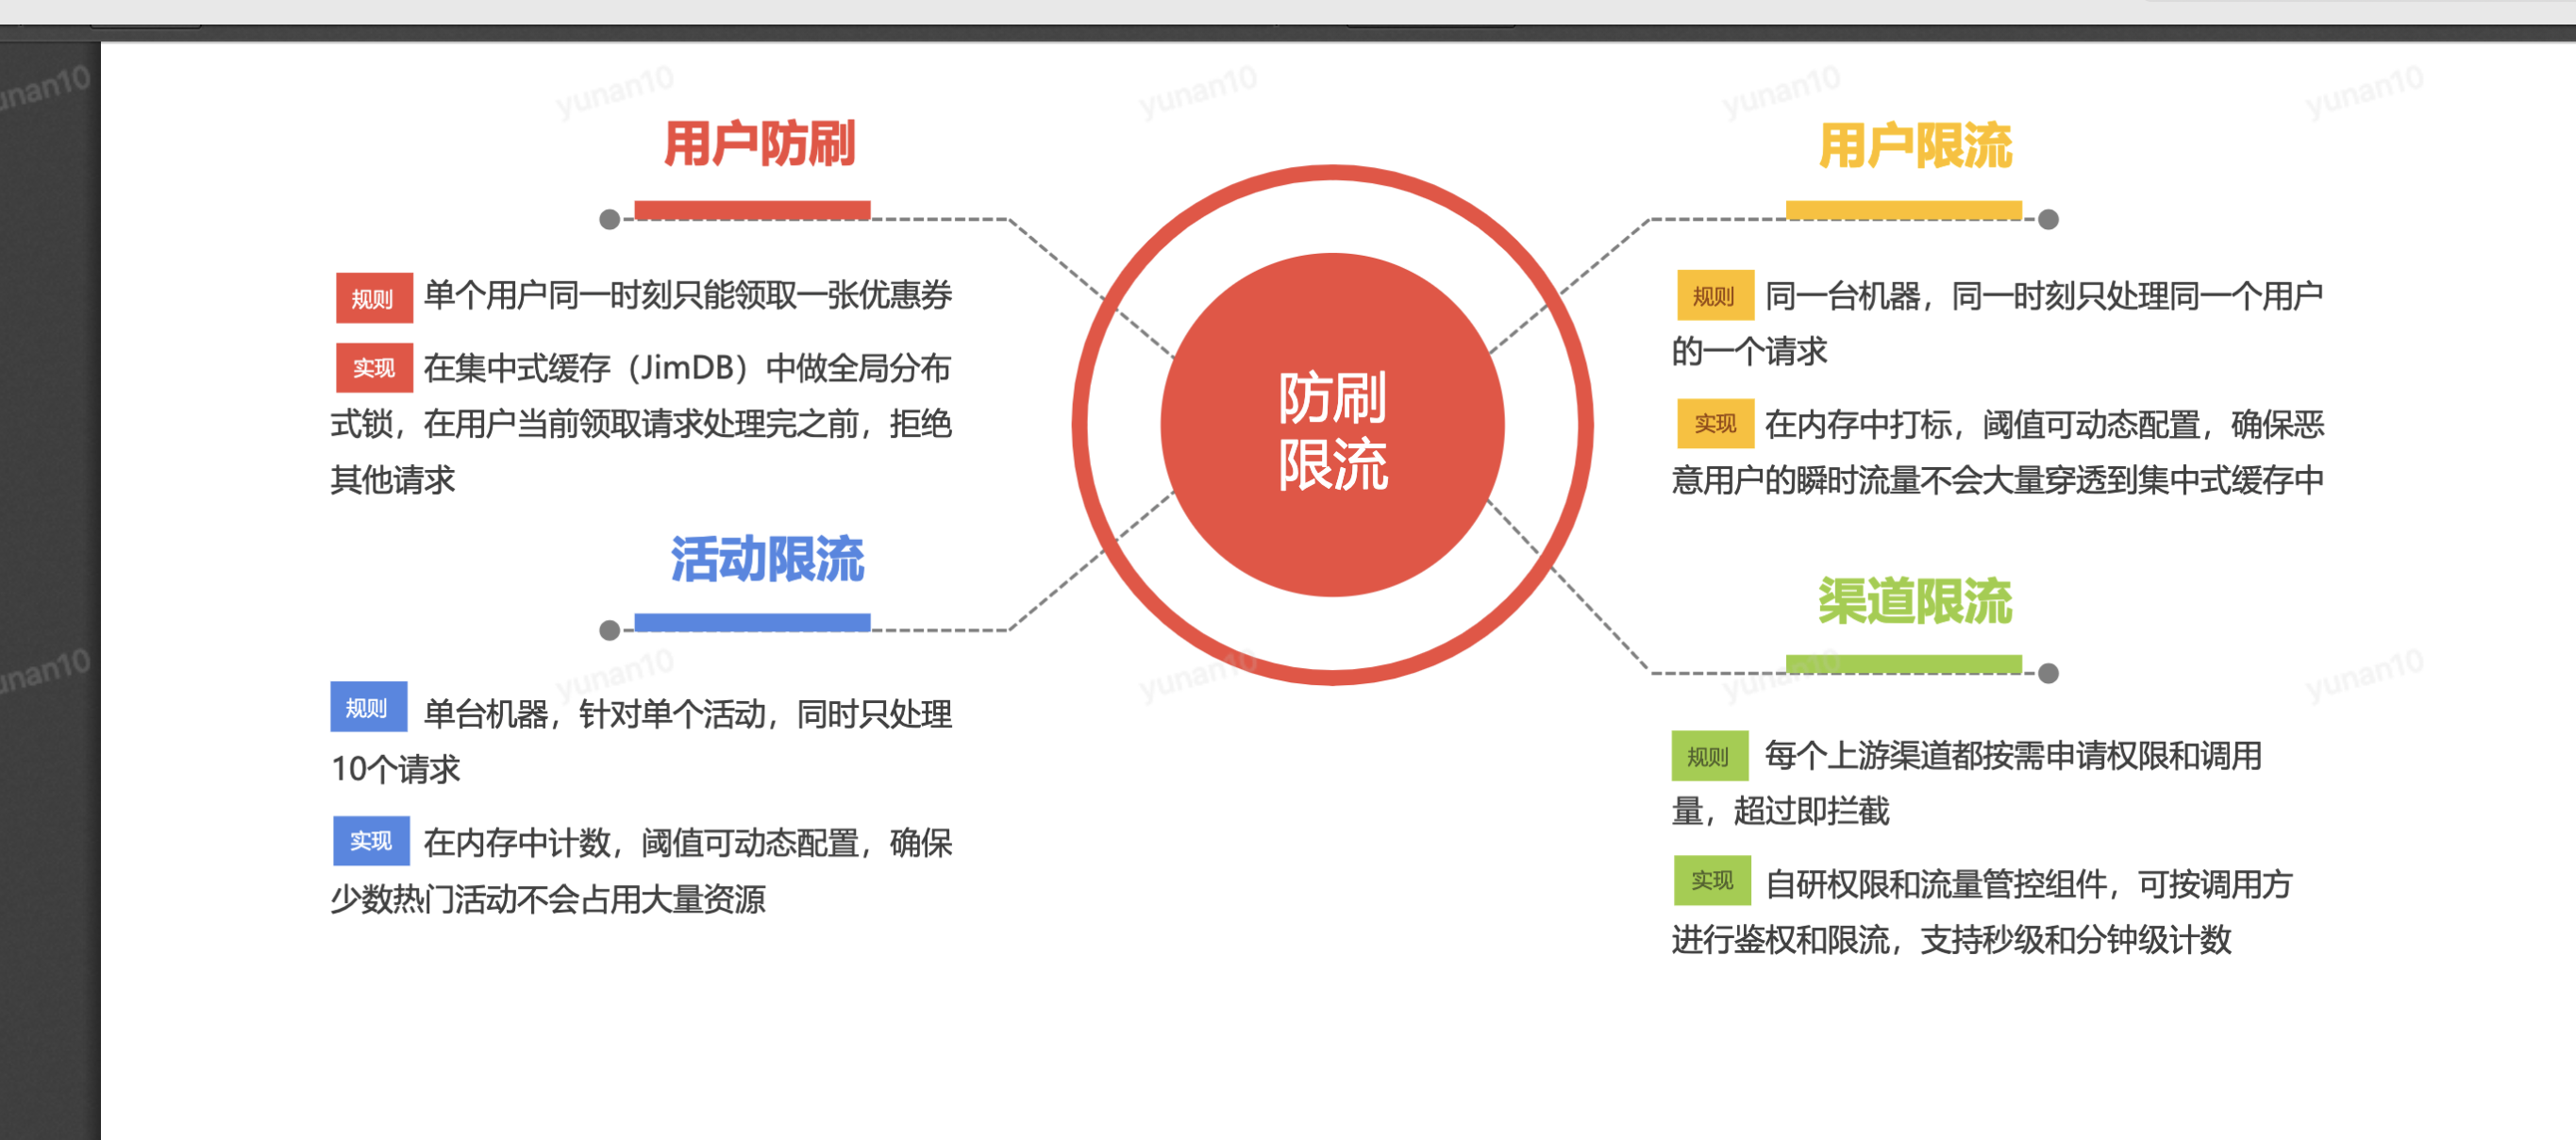 用户防刷
规则 单个用户同一时刻只能领取一张优惠券
实现 在集中式缓存（JimDB）中做全局分布
式锁，在用户当前领取请求处理完之前，拒绝
其他请求
用户限流
规则 同一台机器，同一时刻只处理同一个用户
的一个请求
实现 在内存中打标，阈值可动态配置，确保恶
意用户的瞬时流量不会大量穿透到集中式缓存中
防刷
限流
活动限流
规则 单台机器，针对单个活动，同时只处理
10个请求
实现 在内存中计数，阈值可动态配置，确保
少数热门活动不会占用大量资源
渠道限流
规则 每个上游渠道都按需申请权限和调用
量，超过即拦截
实现 自研权限和流量管控组件，可按调用方
进行鉴权和限流，支持秒级和分钟级计数
yunan10
yunan10
yunan10
yunan10
yunan10
yunan10
yunan10
yunan10
yunan10
yunan10